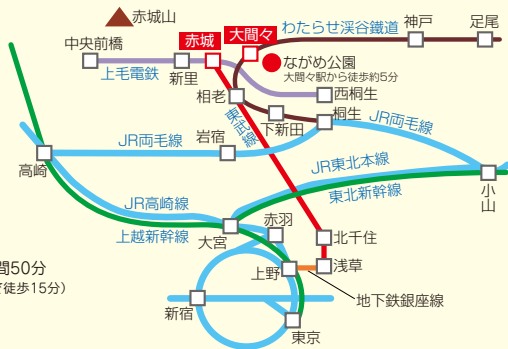 赤城山
わたらせ渓谷鐵道
神戸
足尾
中央前橋
赤城
大間々
ながめ公園
大間々駅から徒歩約5分
上毛電鉄
新里
西桐生
相老
桐生
下新田
東武線
JR両毛線
岩宿
JR両毛線
高崎
JR東北本線
東北新幹線
小山
JR高崎線
上越新幹線
赤羽
大宮
北千住
間50分
徒歩15分）
上野
浅草
新宿
地下鉄銀座線
東京